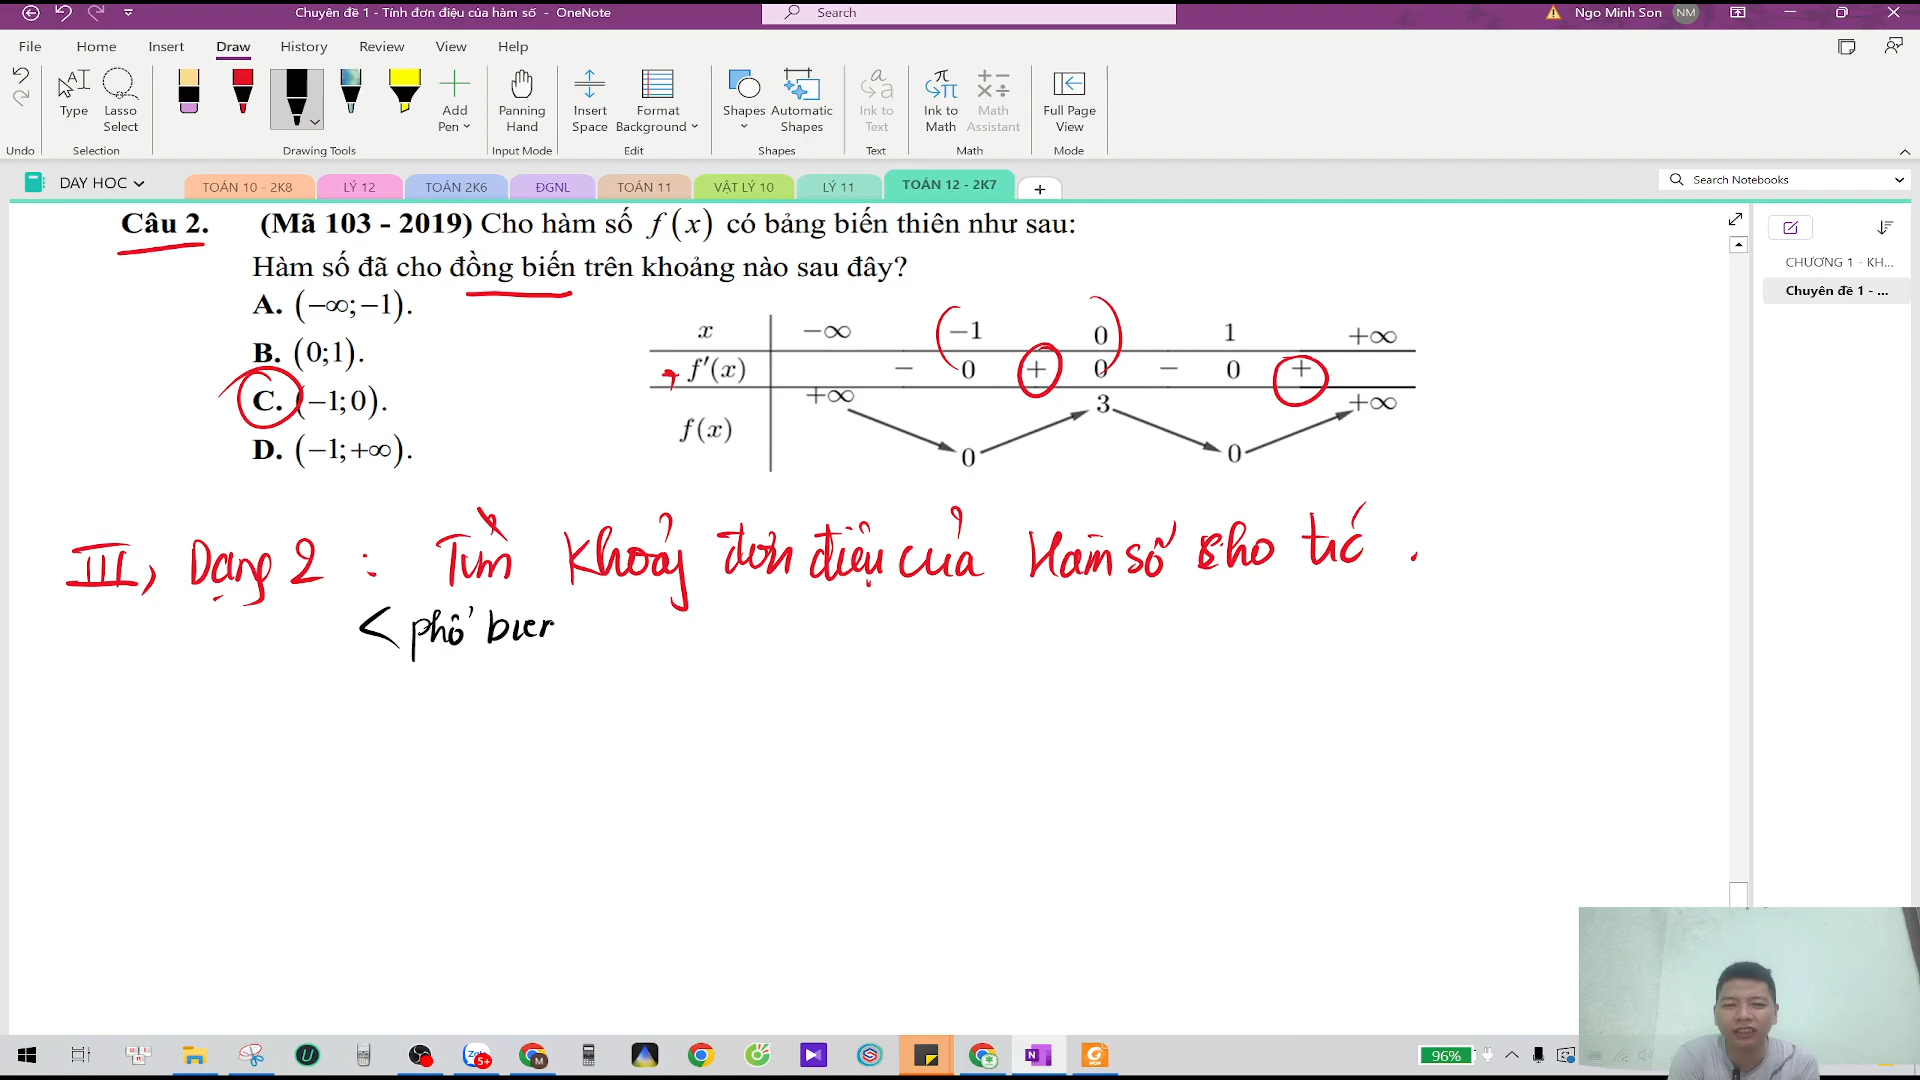 Chuyên đề 1 - Tính đơn điệu của hàm số - OneNote
Search
Ngo Minh Son
NM
File Home Insert Draw History Review View Help
Type
Lasso Select
Add Pen
Panning Hand
Insert Space
Format Background
Shapes
Automatic Shapes
Ink to Text
Ink to Math
Math Assistant
Full Page View
Undo Selection Drawing Tools Input Mode Edit Shapes Text Math Mode
DAY HOC
TOÁN 10 - 2K8
LÝ 12
TOÁN 2K6
ĐGNL
TOÁN 11
VẬT LÝ 10
LÝ 11
TOÁN 12 - 2K7
Search Notebooks
CHƯƠNG 1 - KH...
Chuyên đề 1 - ...
Câu 2. (Mã 103 - 2019) Cho hàm số f(x) có bảng biến thiên như sau:
Hàm số đã cho đồng biến trên khoảng nào sau đây?
A. (−∞;−1).
B. (0;1).
C. (−1;0).
D. (−1;+∞).
x −∞ −1 0 1 +∞
f′(x) − 0 + 0 − 0 +
f(x) +∞ 0 3 0 +∞
III, Dạng 2 : Tìm khoảng đơn điệu của hàm số cho trước .
< phổ biến
96%